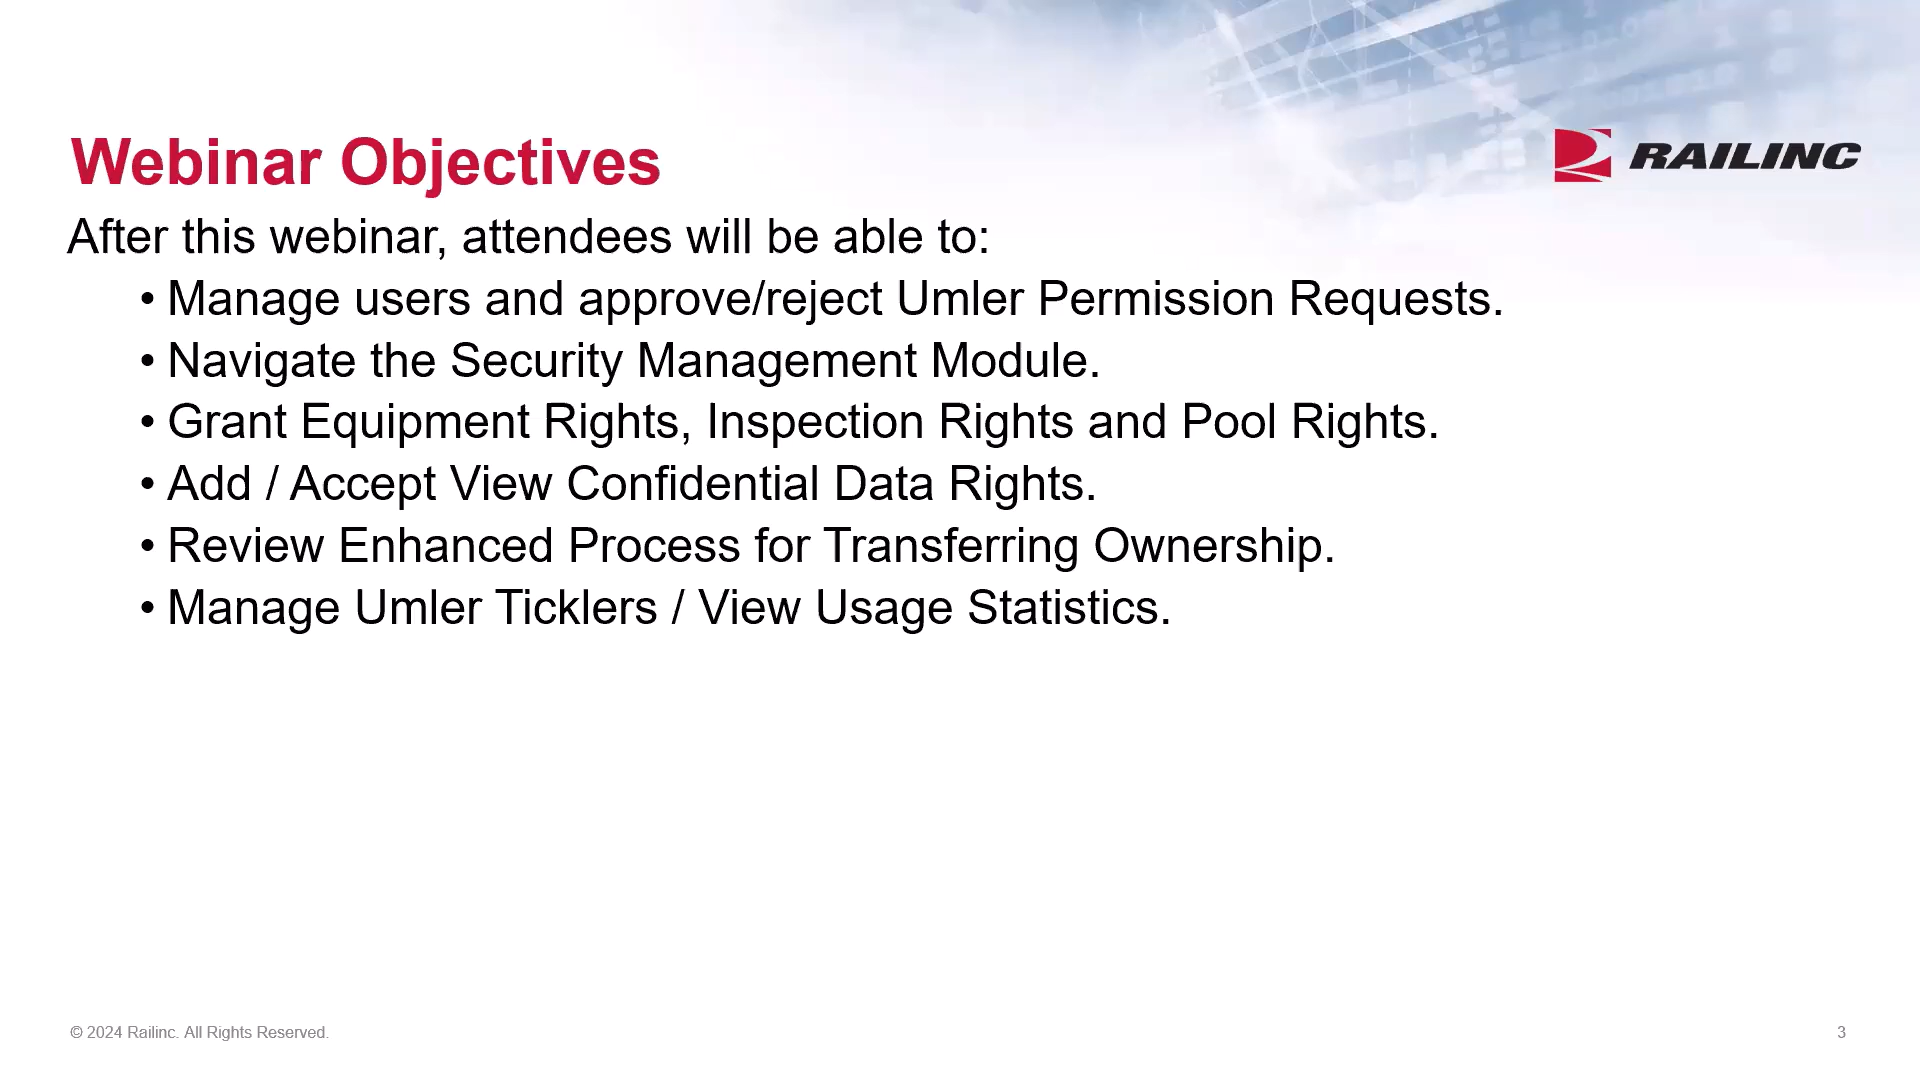 Webinar Objectives
RAILINC
After this webinar, attendees will be able to:
• Manage users and approve/reject Umler Permission Requests.
• Navigate the Security Management Module.
• Grant Equipment Rights, Inspection Rights and Pool Rights.
• Add / Accept View Confidential Data Rights.
• Review Enhanced Process for Transferring Ownership.
• Manage Umler Ticklers / View Usage Statistics.
© 2024 Railinc. All Rights Reserved.
3